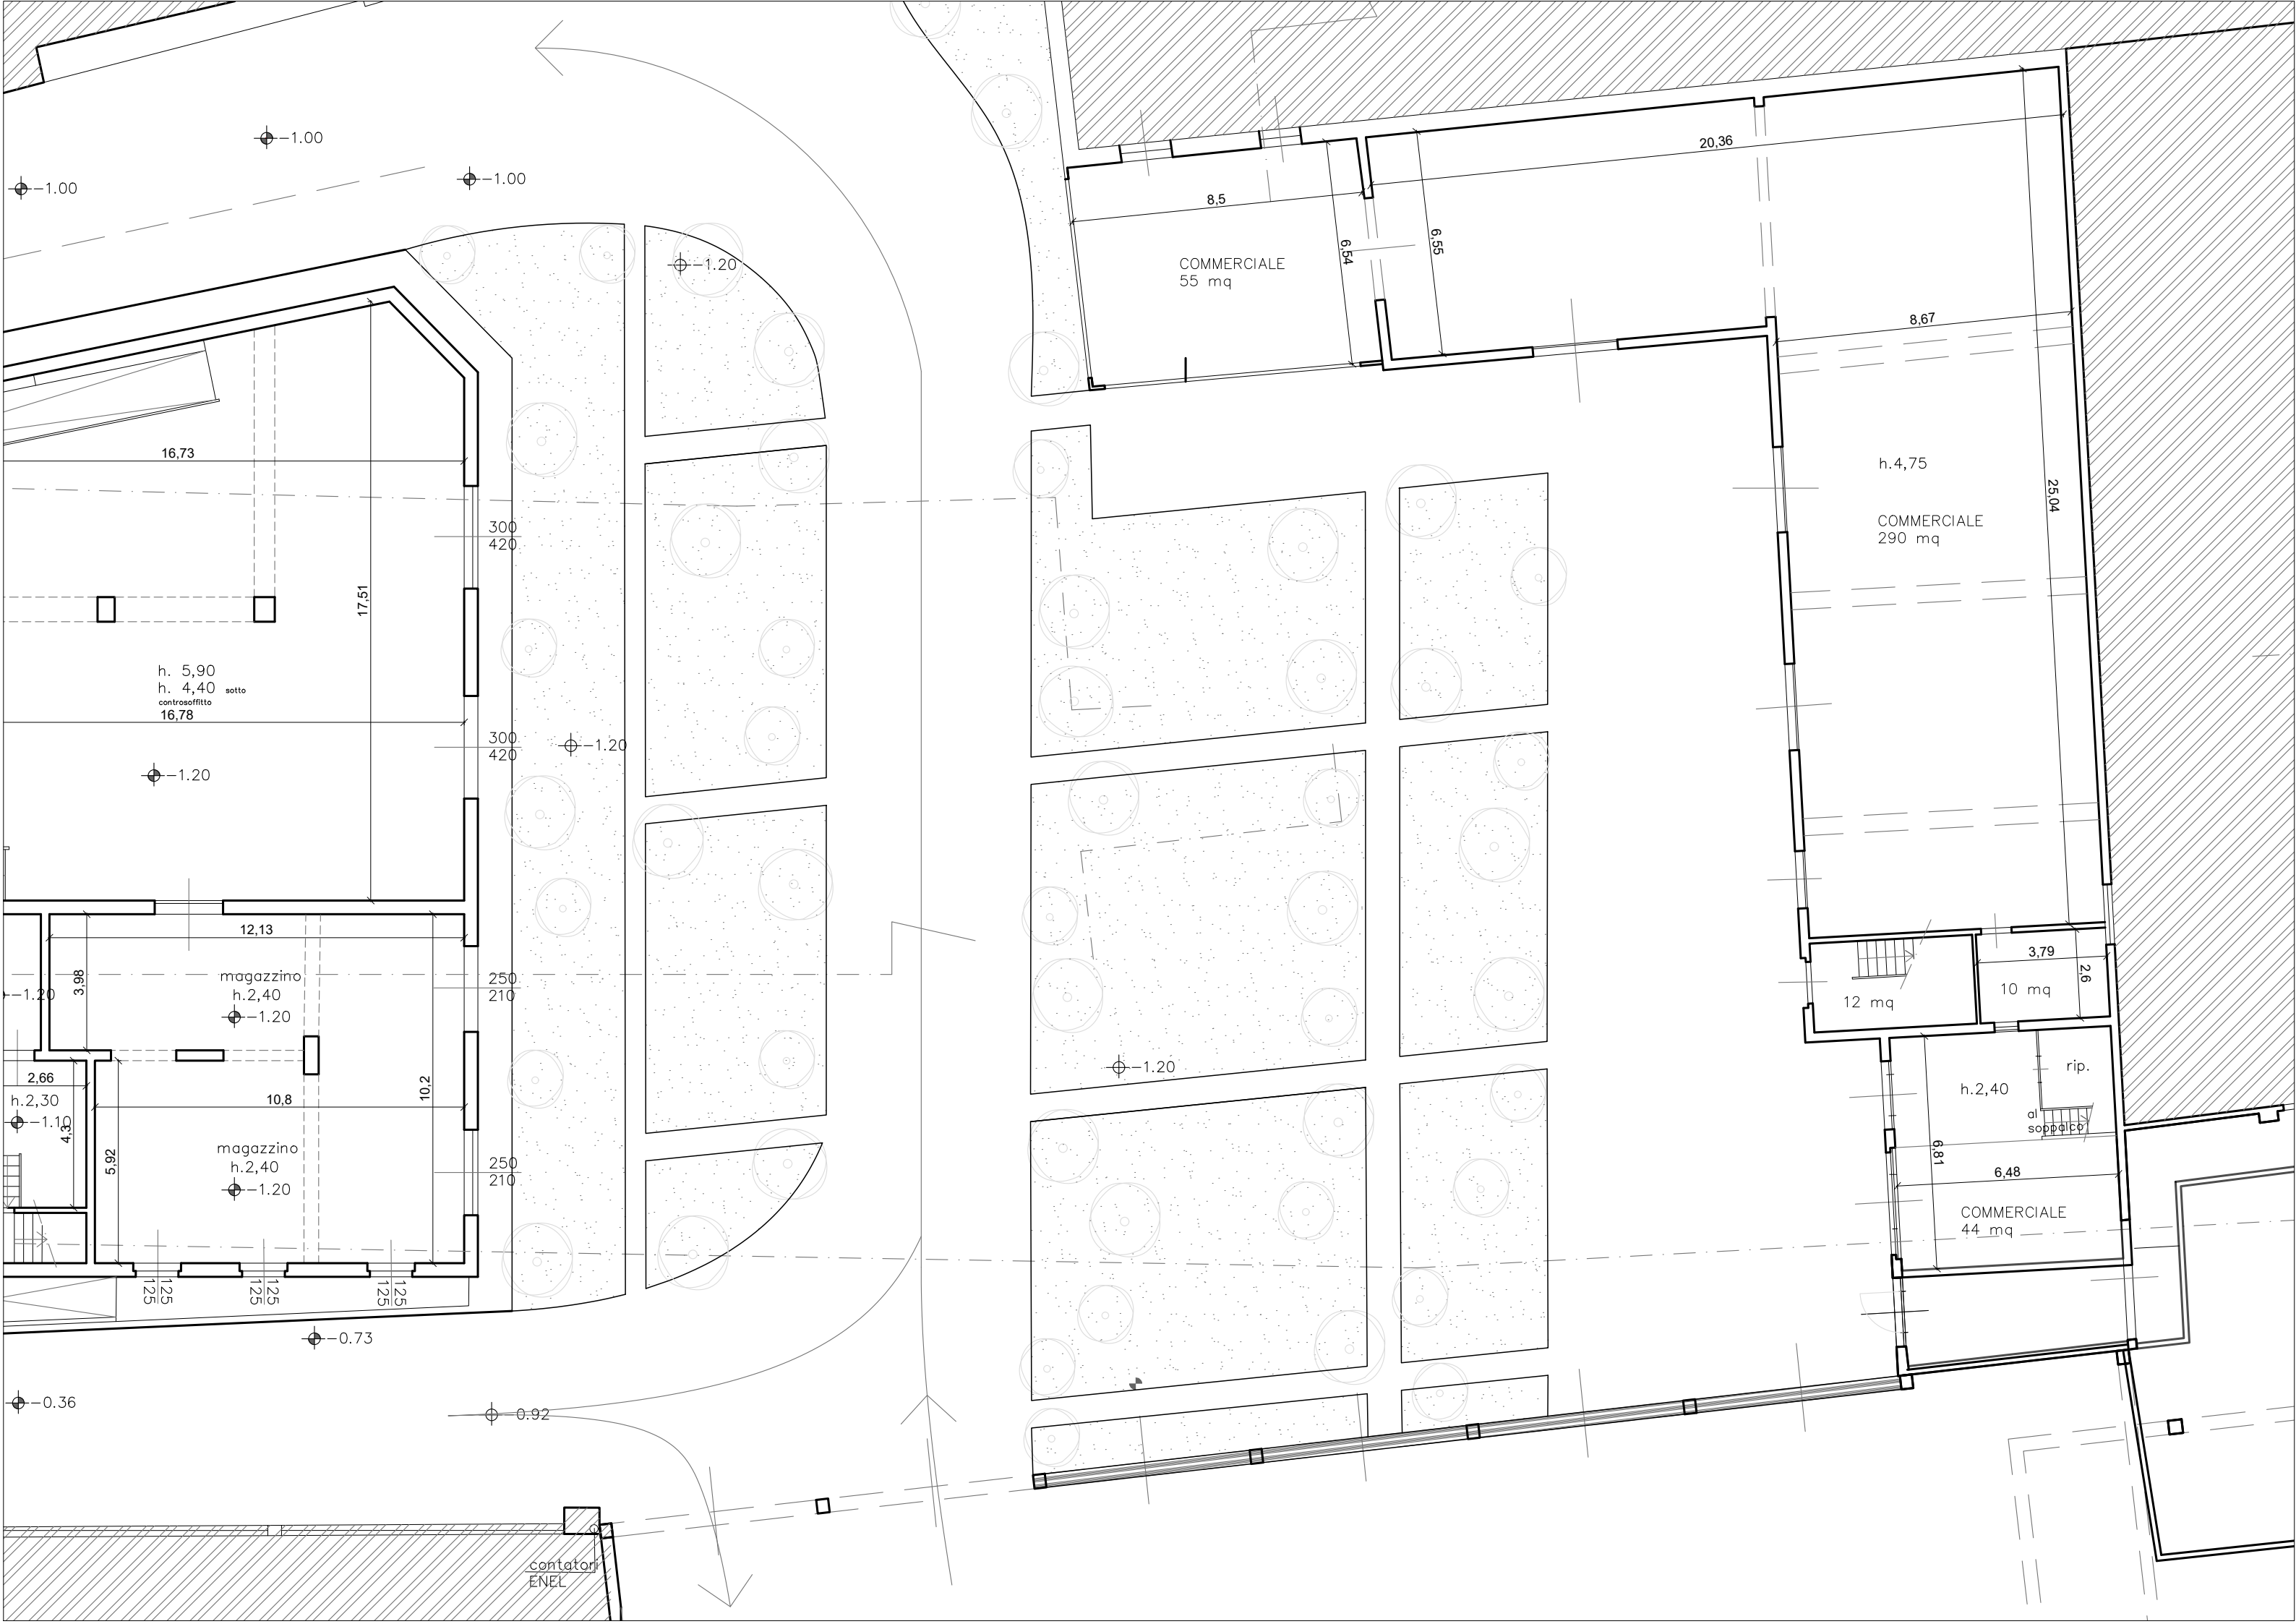 -1.00
-1.00
-1.00
20,36
8,5
6,54
6,55
-1.20
COMMERCIALE
55 mq
8,67
16,73
h.4,75
25,04
COMMERCIALE
290 mq
300
420
17,51
h. 5,90
h. 4,40 sotto
controsoffitto
16,78
300
420
-1.20
-1.20
12,13
3,98
magazzino
h.2,40
-1.20
-1.20
250
210
3,79
2,6
12 mq
10 mq
2,66
h.2,30
-1.10
4,3
10,8
10,2
5,92
magazzino
h.2,40
-1.20
250
210
-1.20
rip.
h.2,40
al
soppalco
6,81
6,48
COMMERCIALE
44 mq
125
125
125
125
125
125
-0.73
-0.36
-0.92
contatori
ENEL